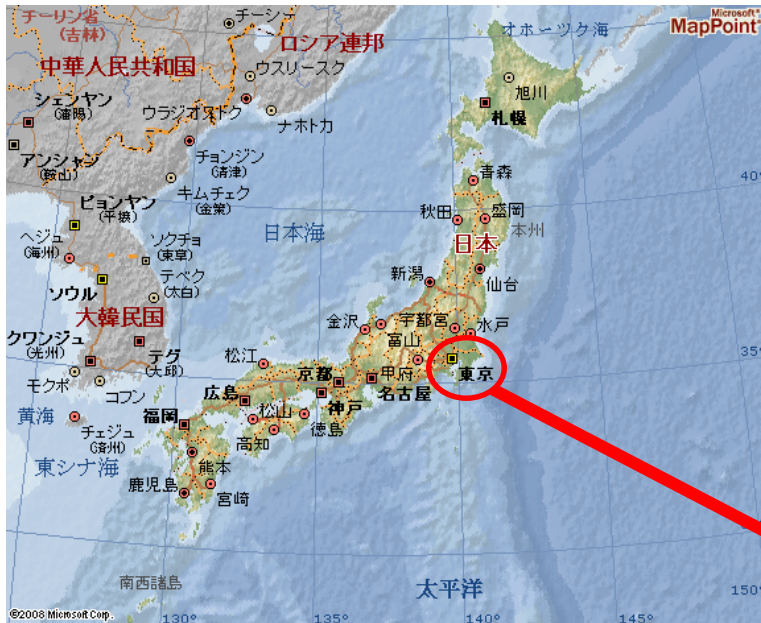 チーリン省
(吉林)
チーシー
オホーツク海
Microsoft®
MapPoint®
ロシア連邦
中華人民共和国
ウスリースク
旭川
シェンヤン
(瀋陽)
ウラジオストク
札幌
ナホトカ
アンシャン
(鞍山)
チョンジン
(清津)
青森
40°
キムチェク
(金策)
ピョンヤン
(平壌)
秋田
盛岡
本州
日本海
ヘジュ
(海州)
ソクチョ
(束草)
日本
新潟
仙台
テベク
(太白)
ソウル
大韓民国
金沢
宇都宮
水戸
クワンジュ
(光州)
富山
35°
テグ
(大邱)
松江
京都
甲府
東京
モクポ
コフン
広島
名古屋
黄海
福岡
松山
神戸
チェジュ
(済州)
高知
徳島
東シナ海
熊本
鹿児島
宮崎
南西諸島
太平洋
150°
©2008 Microsoft Corp.
130°
135°
140°
145°